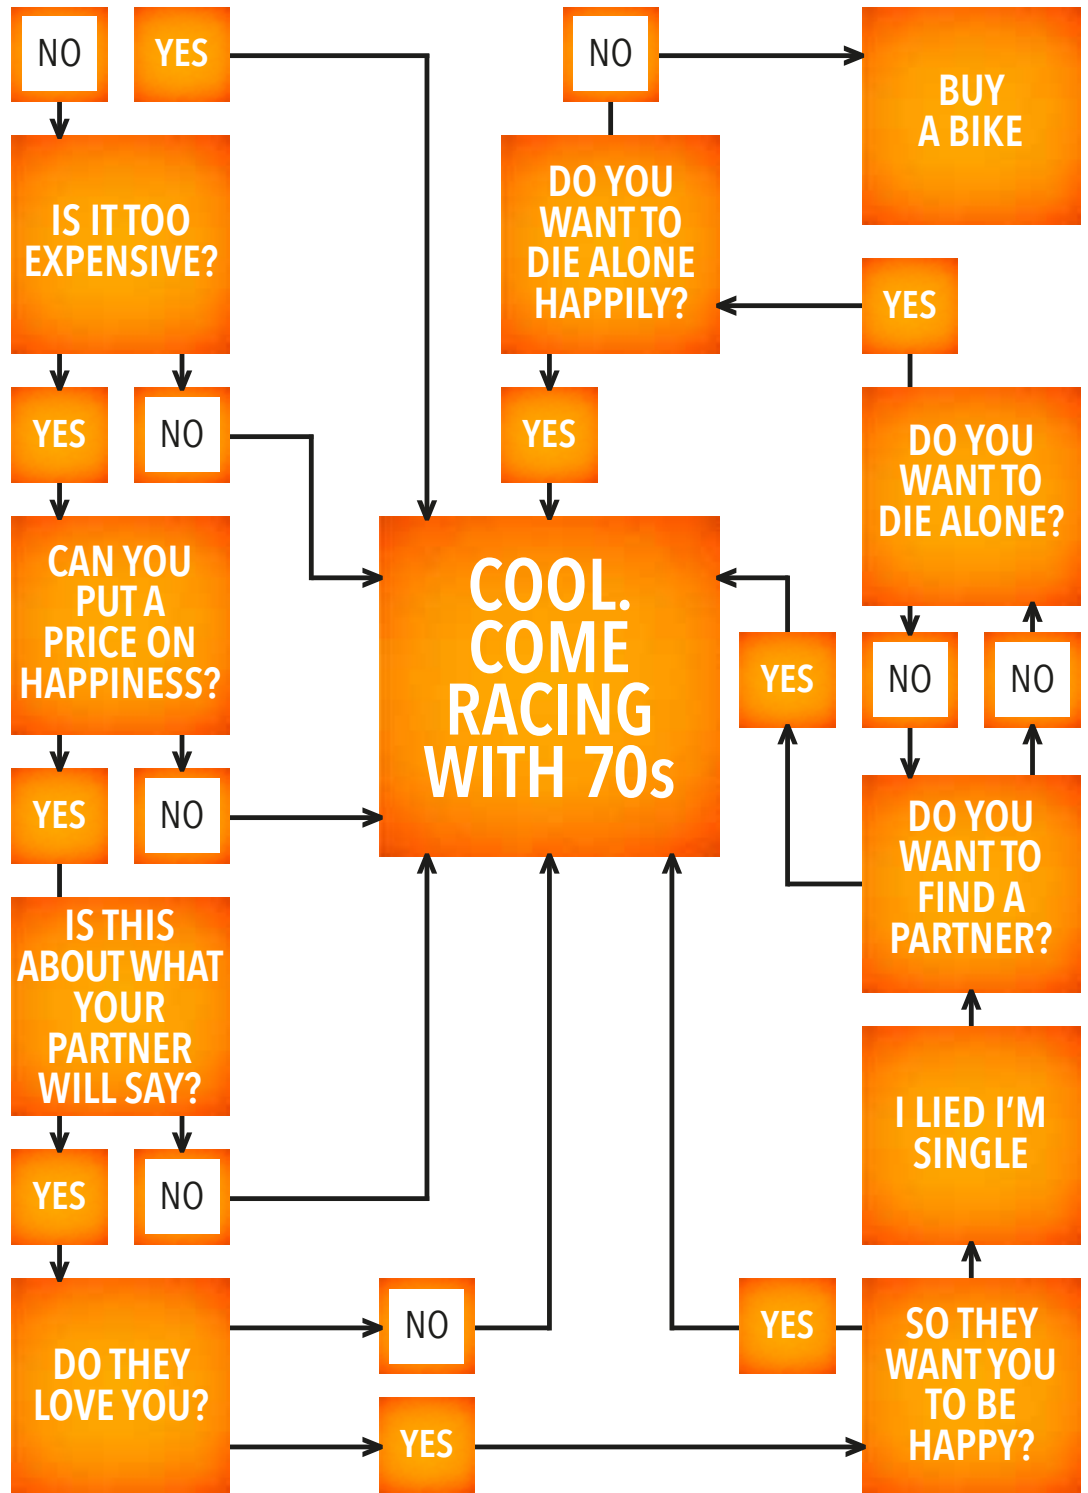 NO
YES
NO
BUY
A BIKE
IS IT TOO
EXPENSIVE?
DO YOU
WANT TO
DIE ALONE
HAPPILY?
YES
YES
NO
YES
DO YOU
WANT TO
DIE ALONE?
CAN YOU
PUT A
PRICE ON
HAPPINESS?
COOL.
COME
RACING
WITH 70s
YES
NO
NO
YES
NO
DO YOU
WANT TO
FIND A
PARTNER?
IS THIS
ABOUT WHAT
YOUR
PARTNER
WILL SAY?
I LIED I'M
SINGLE
YES
NO
DO THEY
LOVE YOU?
NO
YES
YES
SO THEY
WANT YOU
TO BE
HAPPY?